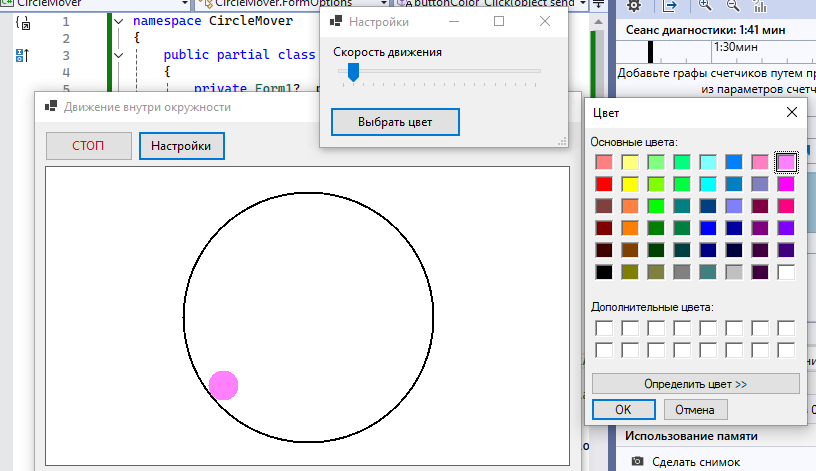 CircleMover
CircleMover.FormOptions
buttonColor_Click(object send
1 namespace CircleMover
2 {
3 public partial class
4 {
5 private Form1?
Настройки
Скорость движения
Выбрать цвет
Движение внутри окружности
СТОП
Настройки
Цвет
Основные цвета:
Дополнительные цвета:
Определить цвет >>
OK
Отмена
Сеанс диагностики: 1:41 мин
1:30мин
Добавьте графы счетчиков путем пр
из параметров счетч
Использование памяти
Сделать снимок